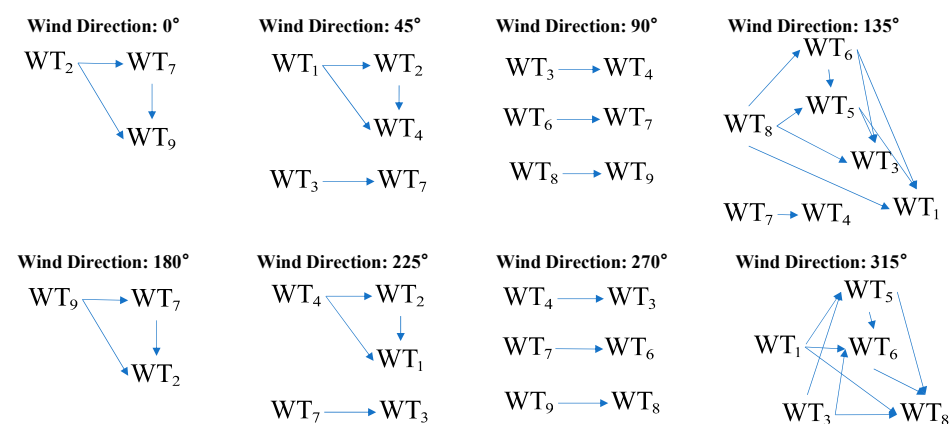 Wind Direction: 0°
WT₂ WT₇
WT₉
Wind Direction: 45°
WT₁ WT₂
WT₄
WT₃ WT₇
Wind Direction: 90°
WT₃ WT₄
WT₆ WT₇
WT₈ WT₉
Wind Direction: 135°
WT₆
WT₅
WT₈
WT₃
WT₁
WT₇ WT₄
Wind Direction: 180°
WT₉ WT₇
WT₂
Wind Direction: 225°
WT₄ WT₂
WT₁
WT₇ WT₃
Wind Direction: 270°
WT₄ WT₃
WT₇ WT₆
WT₉ WT₈
Wind Direction: 315°
WT₅
WT₁ WT₆
WT₃ WT₈